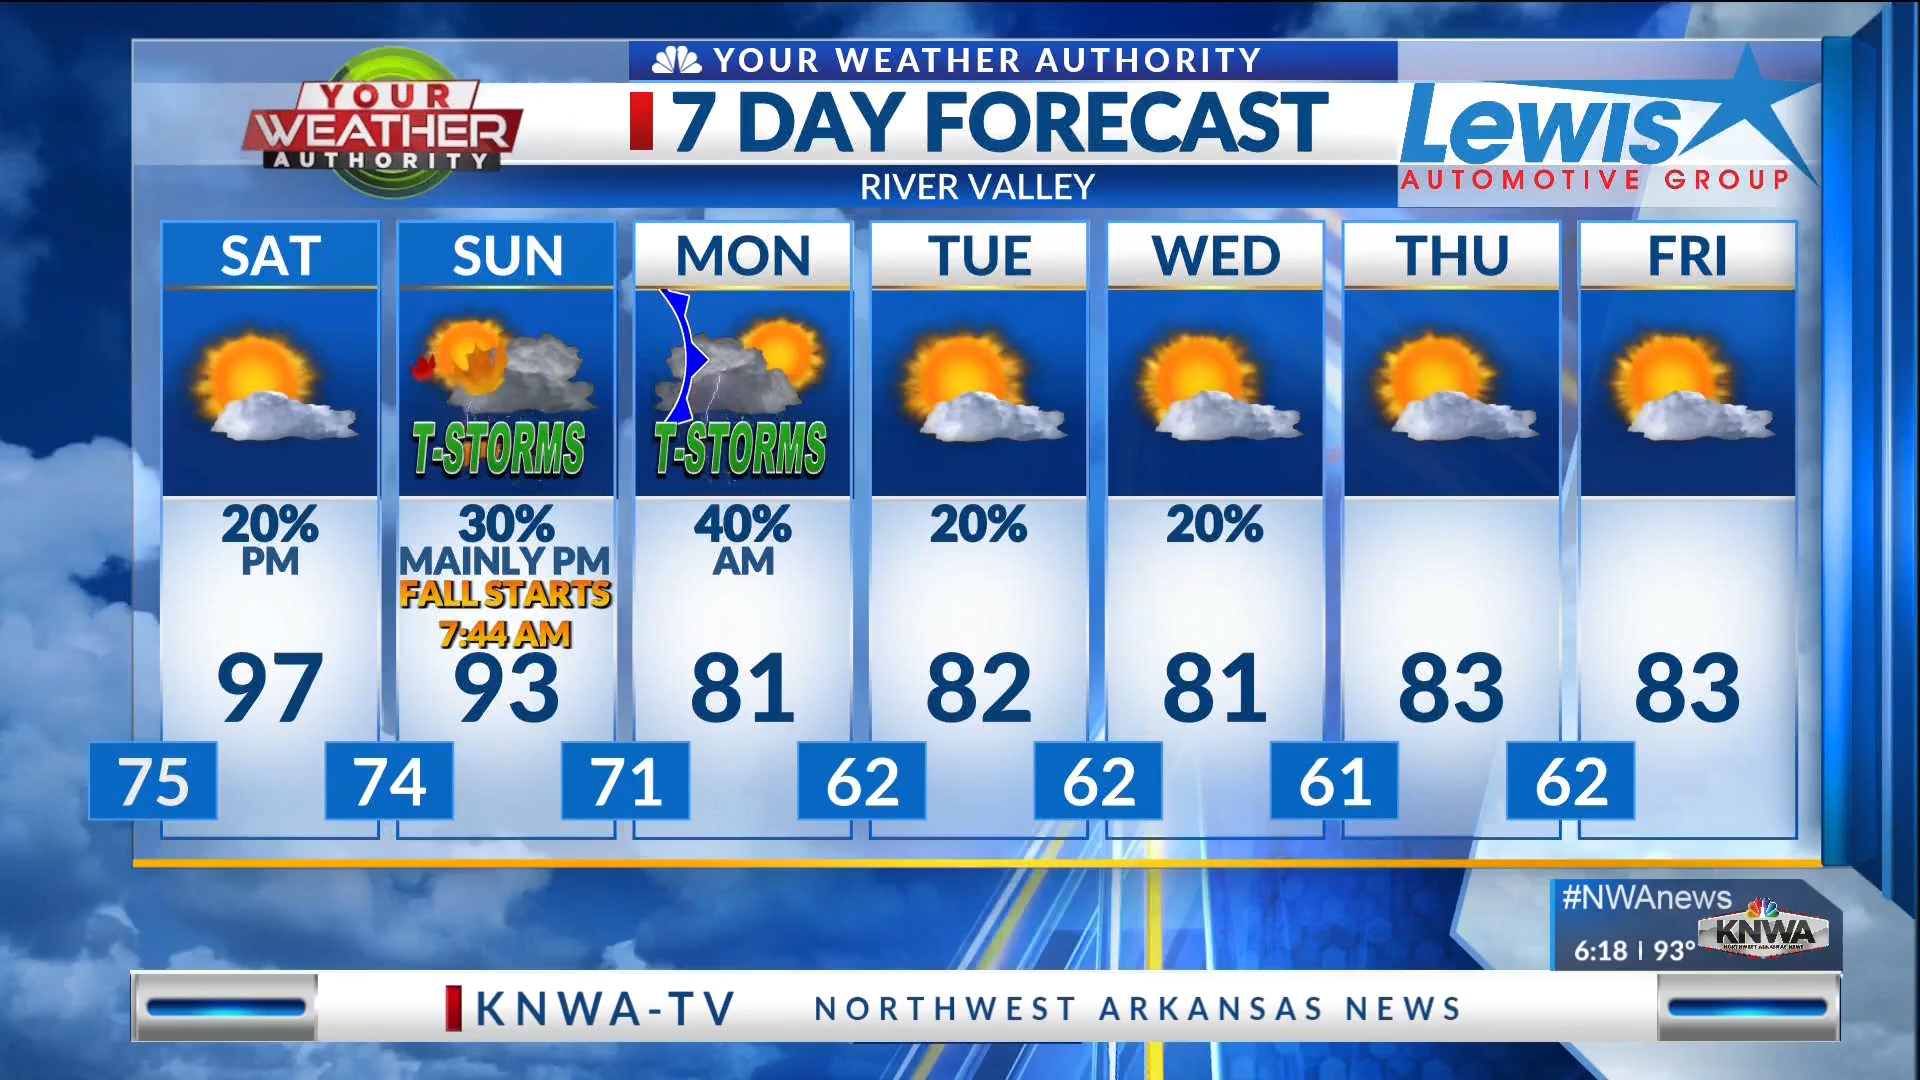 YOUR WEATHER AUTHORITY
YOUR
WEATHER
AUTHORITY
7 DAY FORECAST
Lewis
AUTOMOTIVE GROUP
RIVER VALLEY
SAT SUN MON TUE WED THU FRI
T-STORMS T-STORMS
20% 30% 40% 20% 20%
PM MAINLY PM AM
FALL STARTS
7:44 AM
97 93 81 82 81 83 83
75 74 71 62 62 61 62
#NWAnews
KNWA
NORTHWEST ARKANSAS NEWS
6:18 | 93°
KNWA-TV NORTHWEST ARKANSAS NEWS